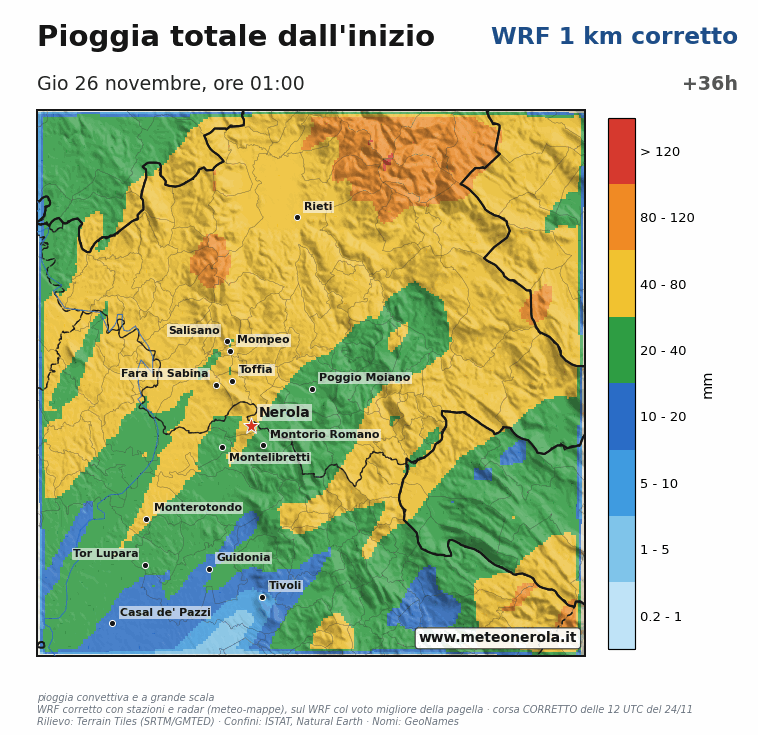 Pioggia totale dall'inizio
WRF 1 km corretto
Gio 26 novembre, ore 01:00
+36h
Rieti
Salisano
Mompeo
Toffia
Fara in Sabina
Poggio Moiano
Nerola
Montorio Romano
Montelibretti
Monterotondo
Tor Lupara
Guidonia
Tivoli
Casal de' Pazzi
www.meteonerola.it
> 120
80 - 120
40 - 80
20 - 40
10 - 20
5 - 10
1 - 5
0.2 - 1
mm
pioggia convettiva e a grande scala
WRF corretto con stazioni e radar (meteo-mappe), sul WRF col voto migliore della pagella · corsa CORRETTO delle 12 UTC del 24/11
Rilievo: Terrain Tiles (SRTM/GMTED) · Confini: ISTAT, Natural Earth · Nomi: GeoNames